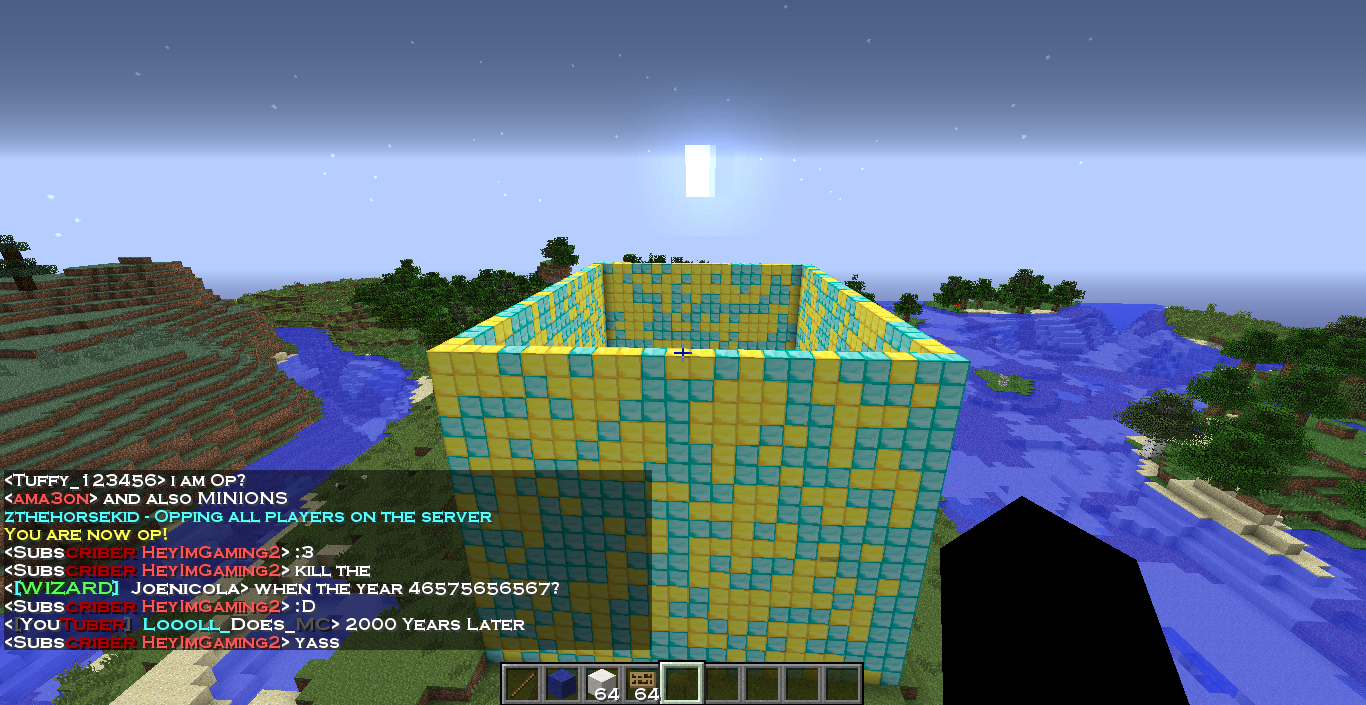 <Tuffy_123456> i am Op?
<ama3on> and also MINIONS
zthehorsekid - Opping all players on the server
You are now op!
<Subscriber HeyImGaming2> :3
<Subscriber HeyImGaming2> kill the
<[WIZARD] Joenicola> when the year 46575656567?
<Subscriber HeyImGaming2> :D
<[YouTuber] Loooll_Does_MC> 2000 Years Later
<Subscriber HeyImGaming2> yass
64 64